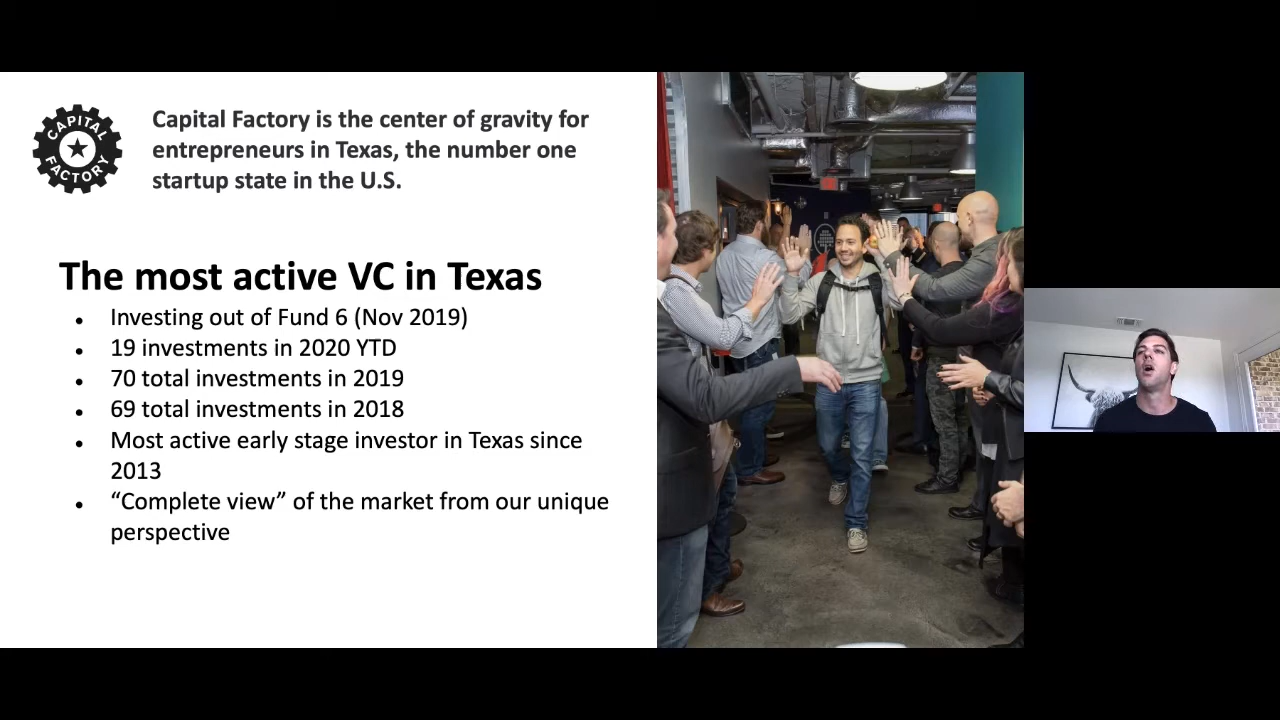 CAPITAL
FACTORY
Capital Factory is the center of gravity for
entrepreneurs in Texas, the number one
startup state in the U.S.
The most active VC in Texas
• Investing out of Fund 6 (Nov 2019)
• 19 investments in 2020 YTD
• 70 total investments in 2019
• 69 total investments in 2018
• Most active early stage investor in Texas since
2013
• “Complete view” of the market from our unique
perspective